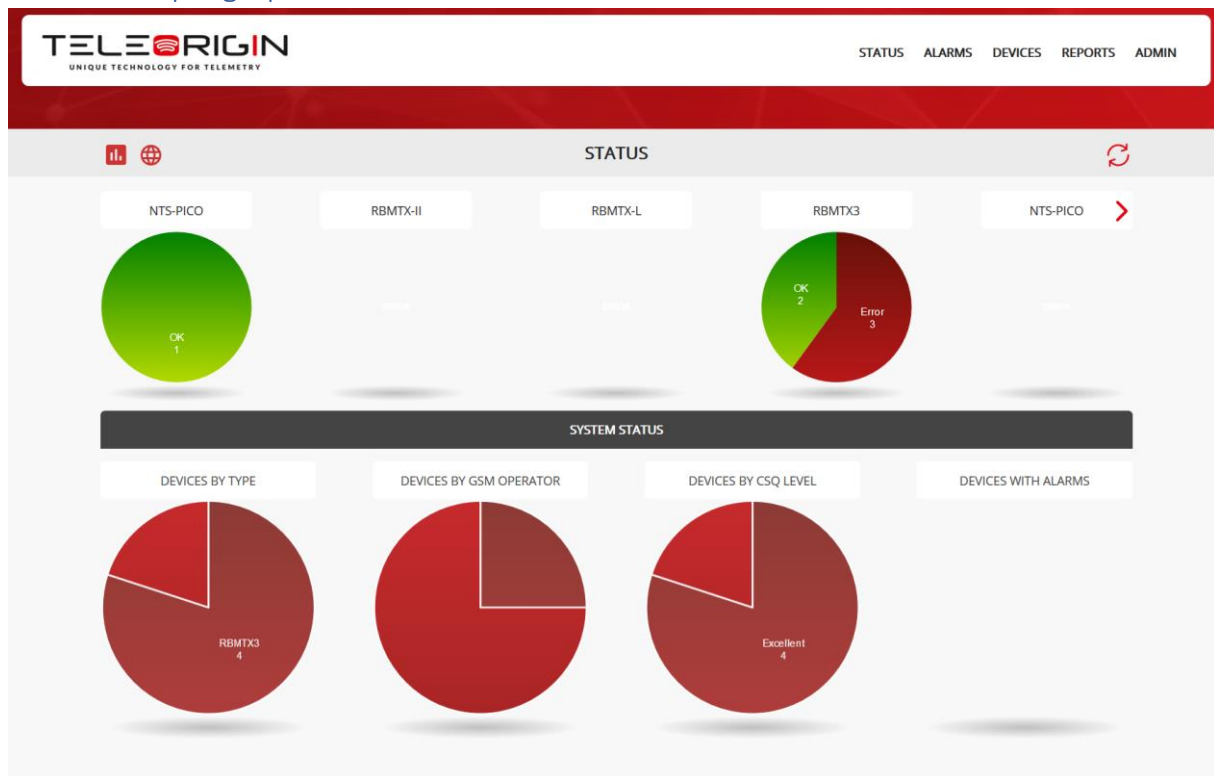 TELEORIGIN
UNIQUE TECHNOLOGY FOR TELEMETRY
STATUS ALARMS DEVICES REPORTS ADMIN
STATUS
NTS-PICO RBMTX-II RBMTX-L RBMTX3 NTS-PICO
OK
1
OK
2
Error
3
SYSTEM STATUS
DEVICES BY TYPE DEVICES BY GSM OPERATOR DEVICES BY CSQ LEVEL DEVICES WITH ALARMS
RBMTX3
4
Excellent
4